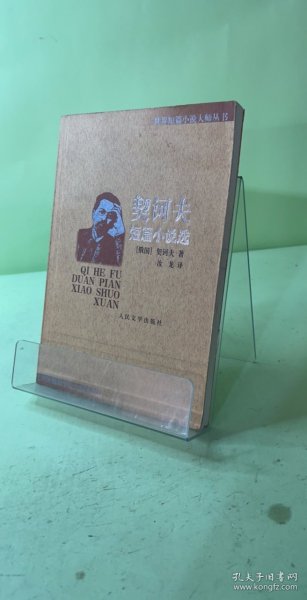 世界短篇小说大师丛书
契诃夫
短篇小说选
[俄国] 契诃夫 著
汝 龙 译
QI HE FU
DUAN PIAN
XIAO SHUO
XUAN
人民文学出版社
孔夫子旧书网
www.kongfz.com